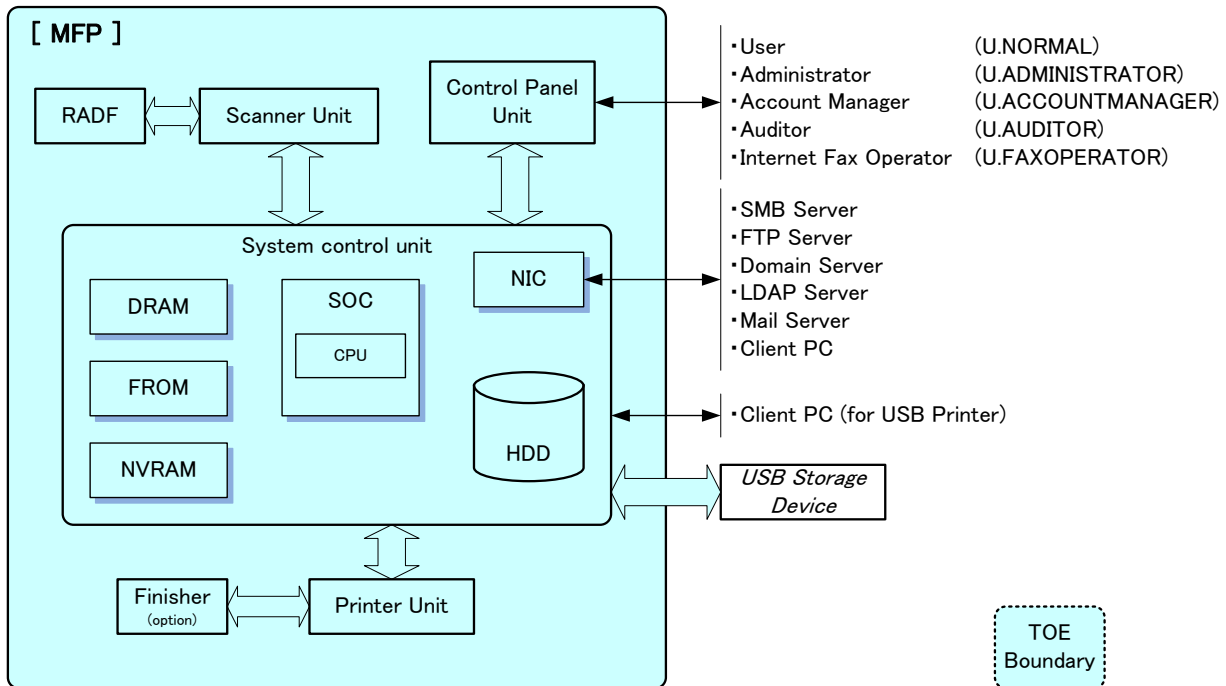 [ MFP ]
RADF
Scanner Unit
Control Panel
Unit
・User (U.NORMAL)
・Administrator (U.ADMINISTRATOR)
・Account Manager (U.ACCOUNTMANAGER)
・Auditor (U.AUDITOR)
・Internet Fax Operator (U.FAXOPERATOR)
System control unit
DRAM
FROM
NVRAM
SOC
CPU
NIC
HDD
・SMB Server
・FTP Server
・Domain Server
・LDAP Server
・Mail Server
・Client PC
・Client PC (for USB Printer)
USB Storage
Device
Finisher
(option)
Printer Unit
TOE
Boundary